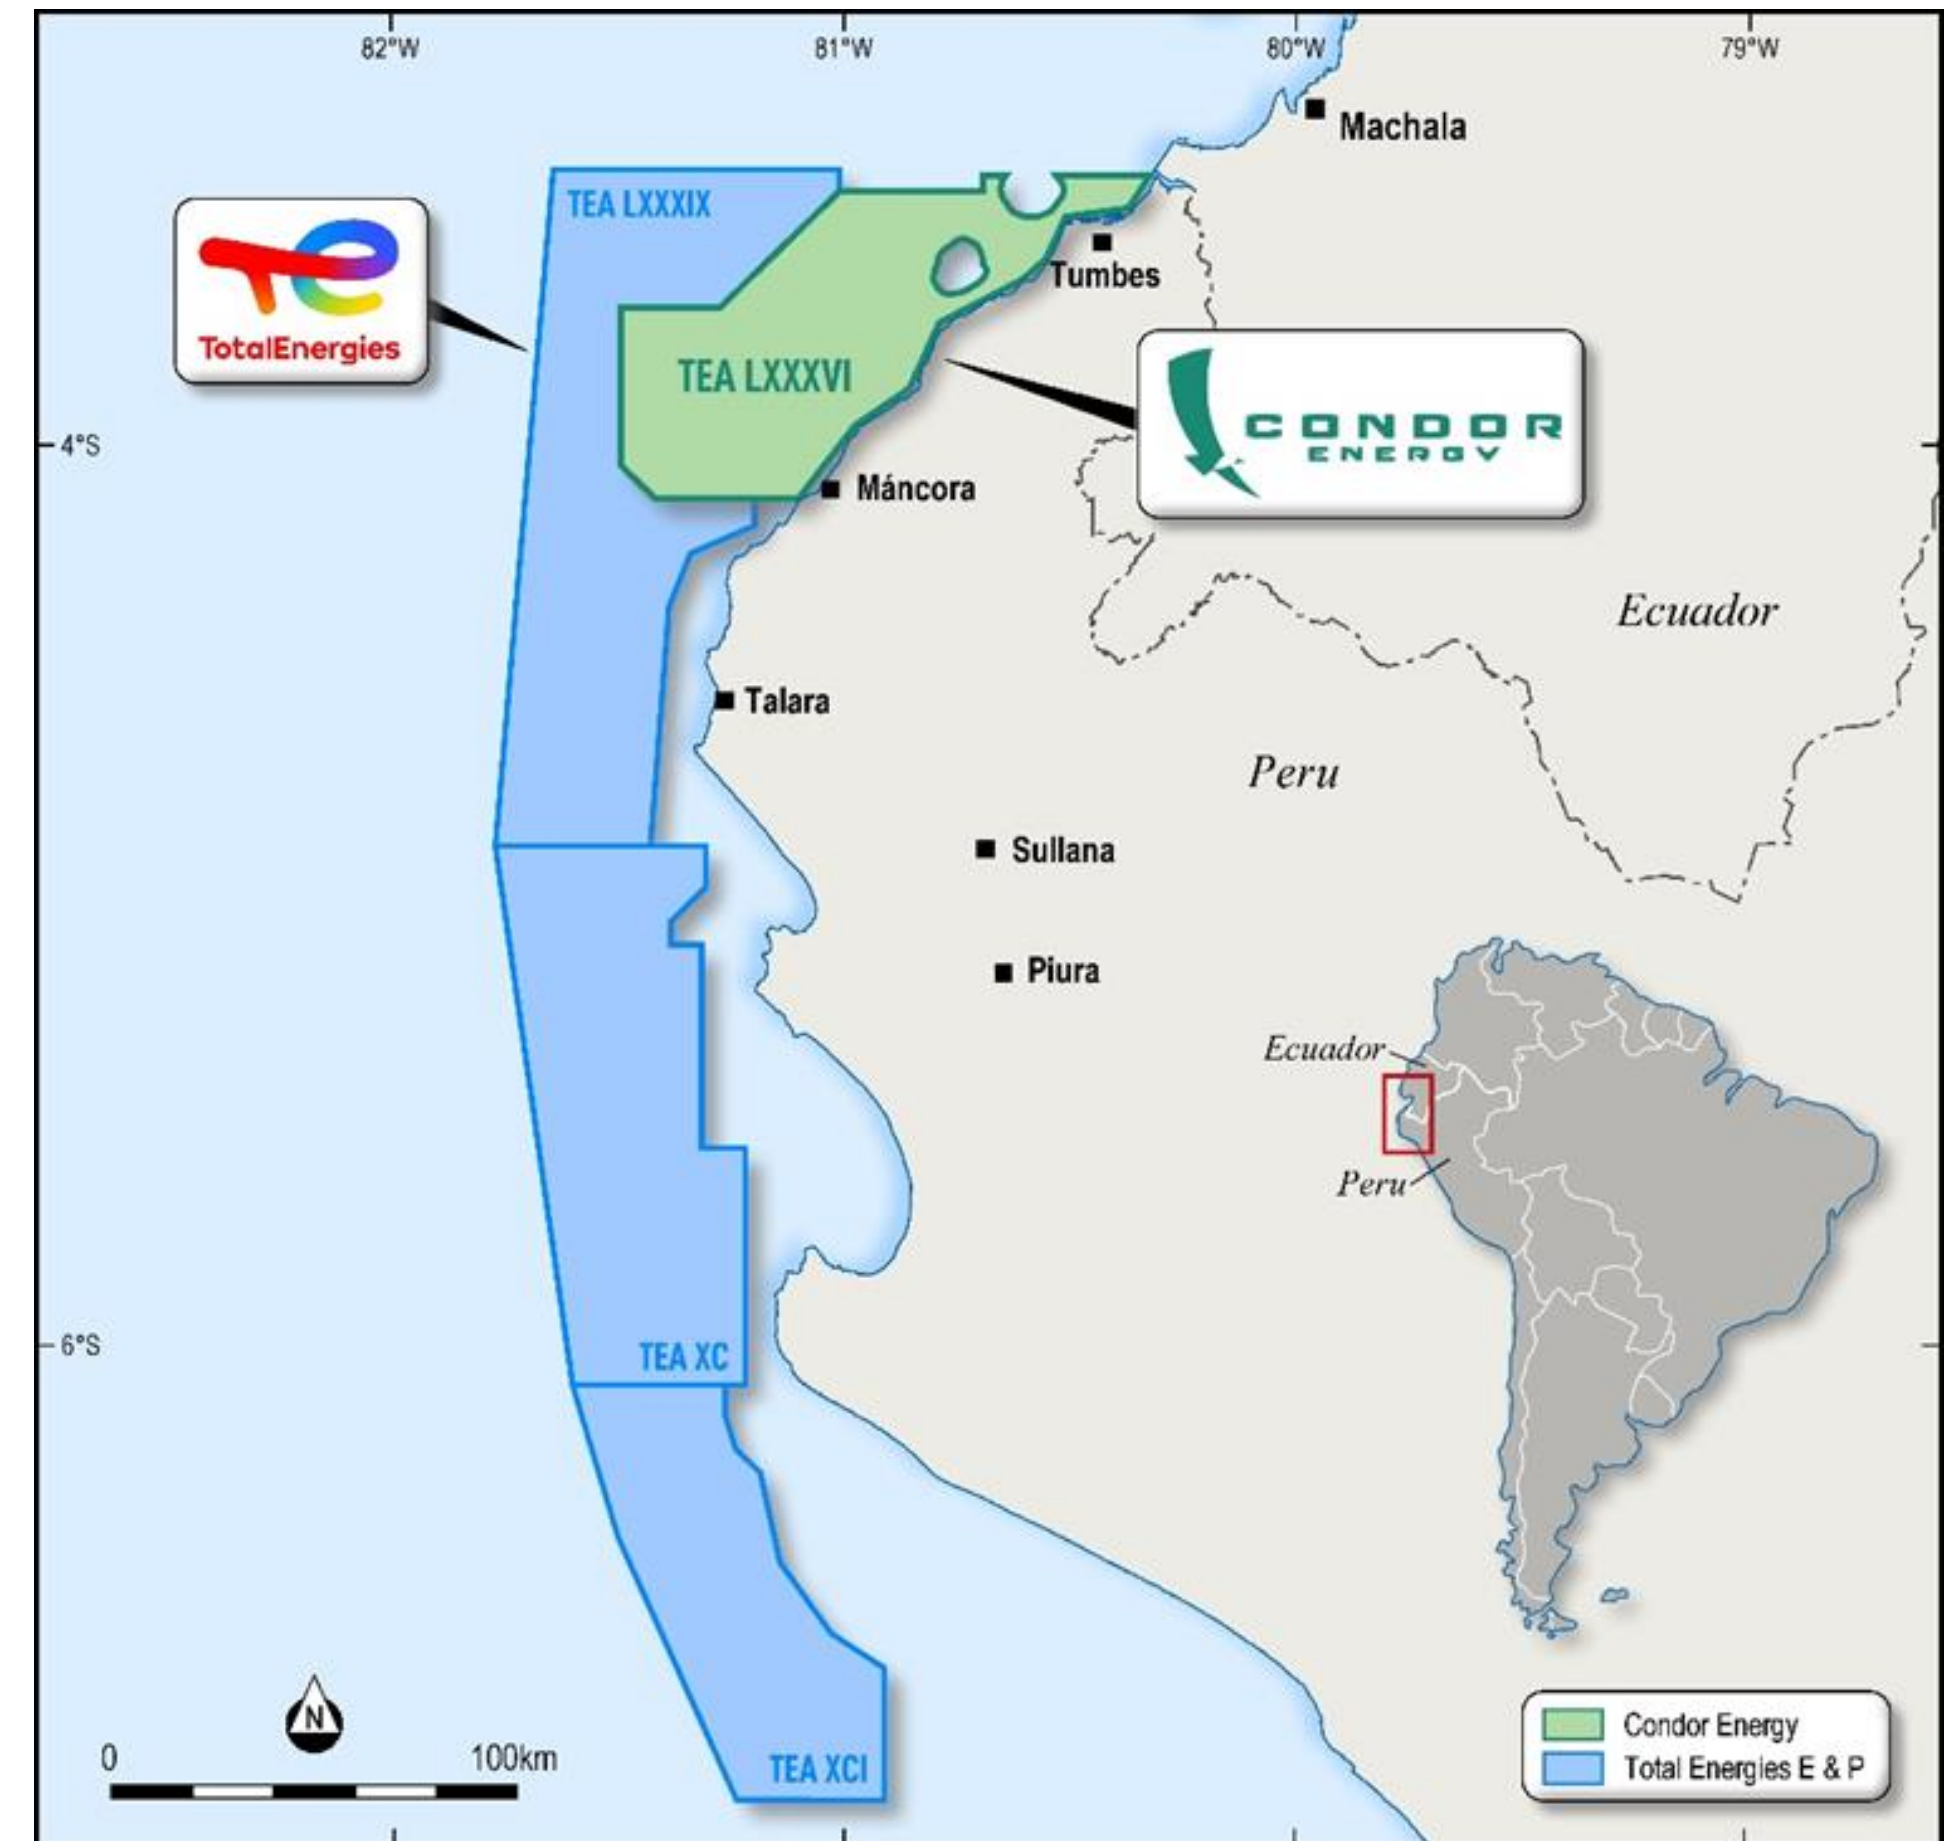 82°W
81°W
80°W
79°W
Machala
TEA LXXXIX
TotalEnergies
Tumbes
TEA LXXXVI
CONDOR
ENERGY
4°S
Máncora
Ecuador
Talara
Peru
Sullana
Piura
Ecuador
Peru
6°S
TEA XC
N
0
100km
TEA XCI
Condor Energy
Total Energies E & P